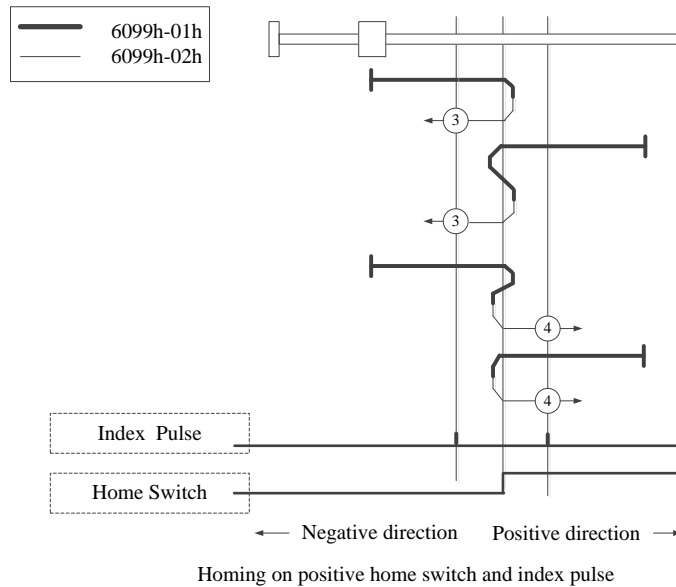 6099h-01h
6099h-02h
3
3
4
4
Index Pulse
Home Switch
Negative direction Positive direction
Homing on positive home switch and index pulse